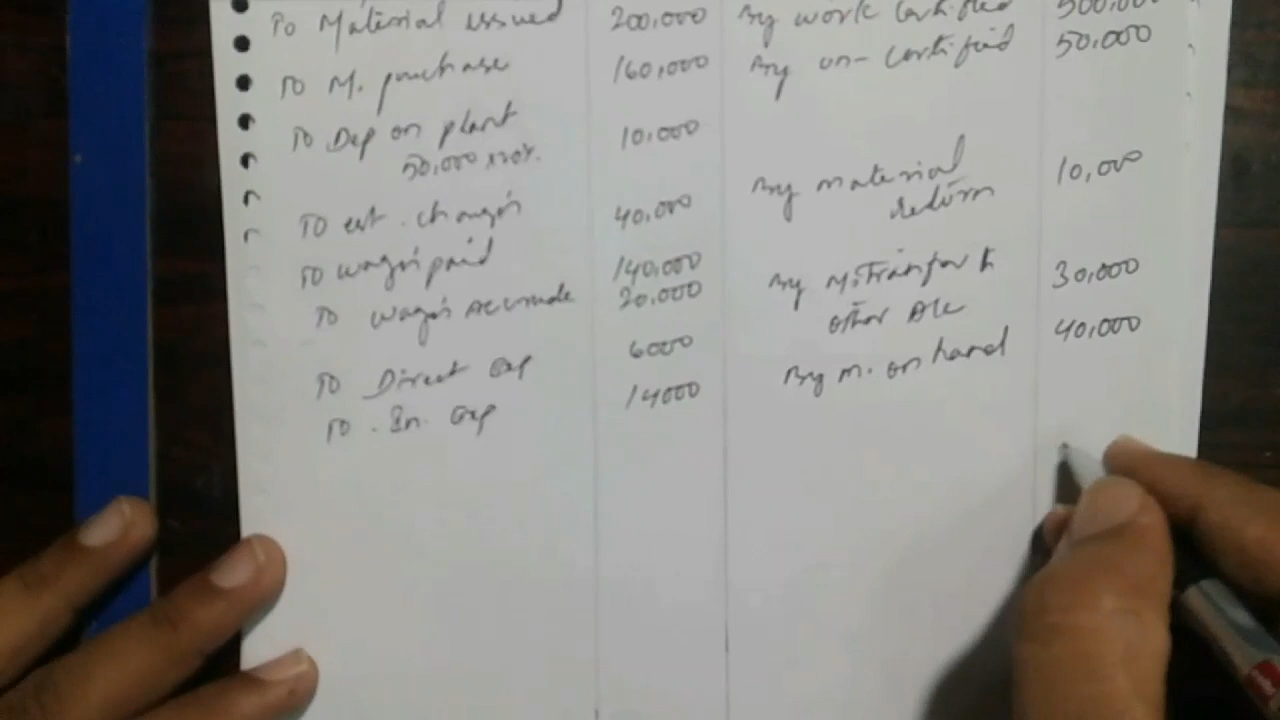 To Material issued 200,000
To M. purchase 160,000
To Dep on plant 10,000
50,000 x 20%
To est. charges 40,000
To wages paid 140,000
To wages 20,000
To Direct Exp 6000
To . In. Exp 14000
By work Certified 500,000
By un-certified 50,000
By material 10,000
return
By M. Transfer to 30,000
other A/c
By m. on hand 40,000